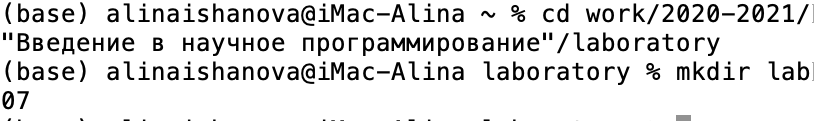 (base) alinaishanova@iMac-Alina ~ % cd work/2020-2021/
"Введение в научное программирование"/laboratory
(base) alinaishanova@iMac-Alina laboratory % mkdir lab
07